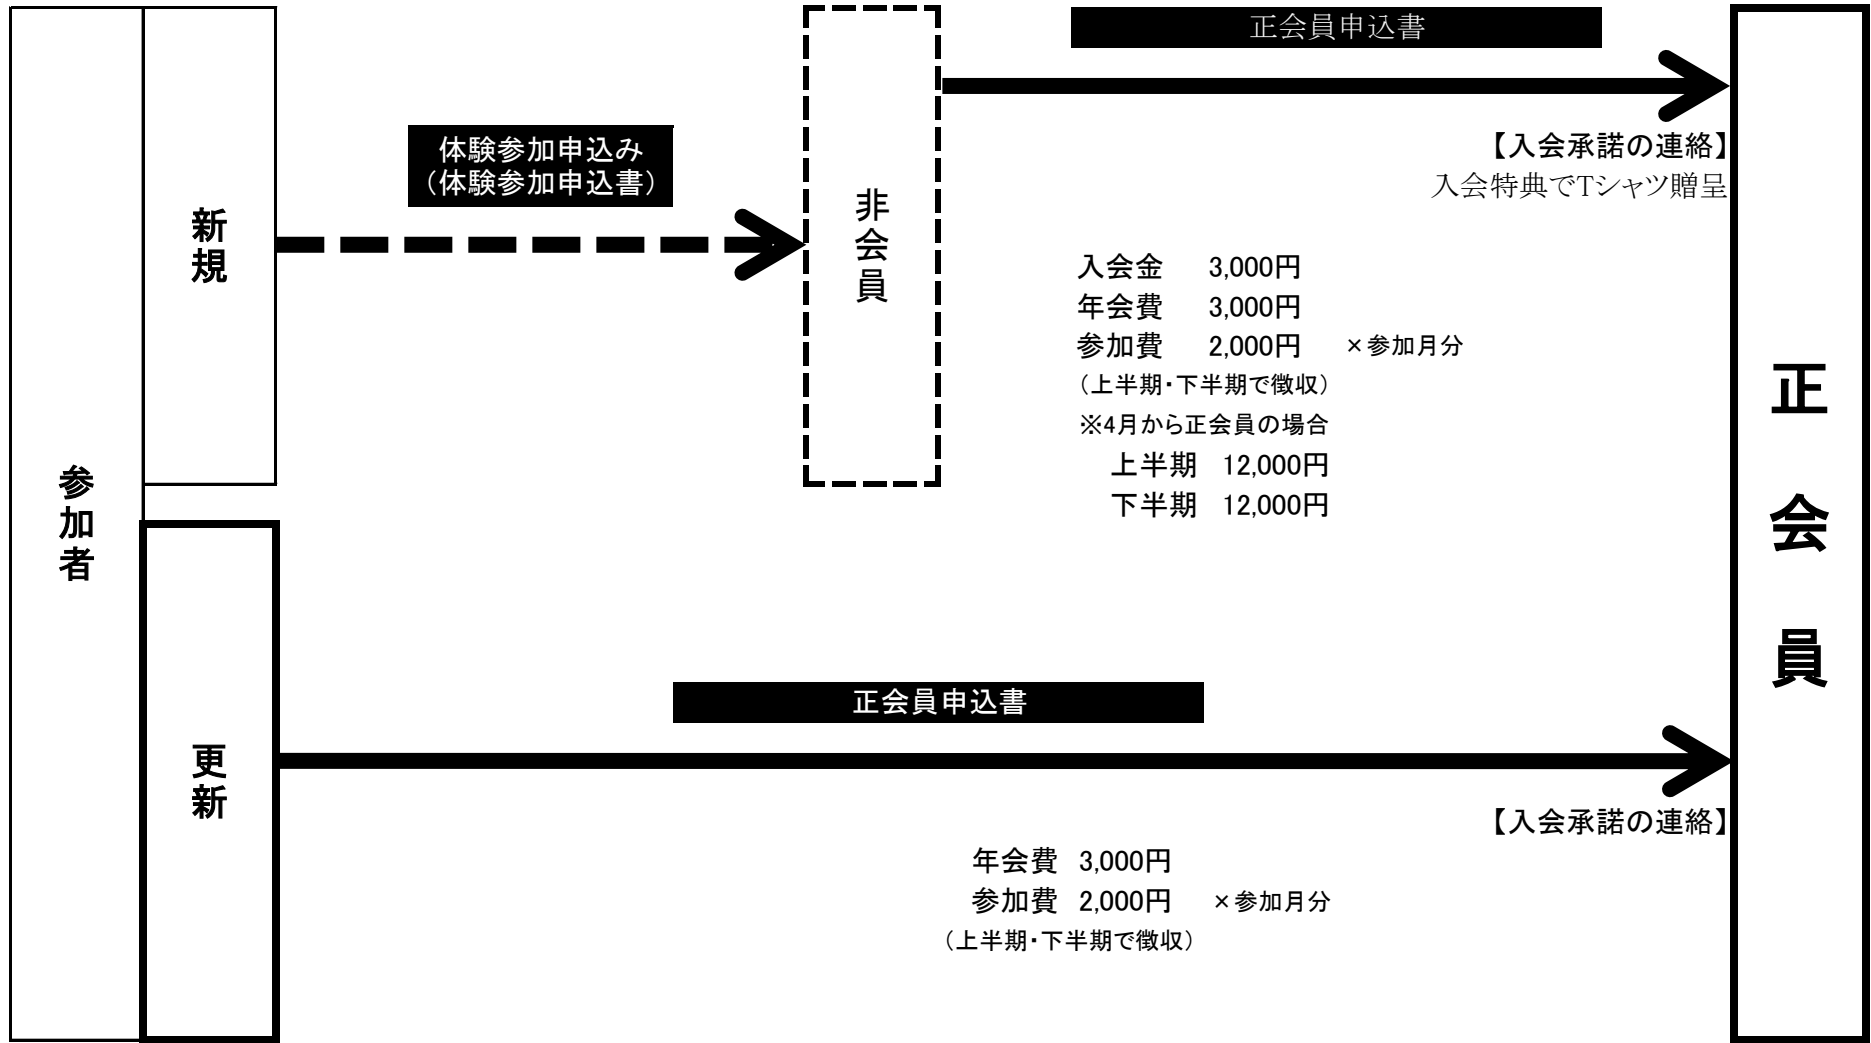 参加者
新規
体験参加申込み
（体験参加申込書）
非会員
正会員申込書
【入会承諾の連絡】
入会特典でTシャツ贈呈
入会金 3,000円
年会費 3,000円
参加費 2,000円 ×参加月分
（上半期・下半期で徴収）
※4月から正会員の場合
上半期 12,000円
下半期 12,000円
更新
正会員申込書
【入会承諾の連絡】
年会費 3,000円
参加費 2,000円 ×参加月分
（上半期・下半期で徴収）
正会員